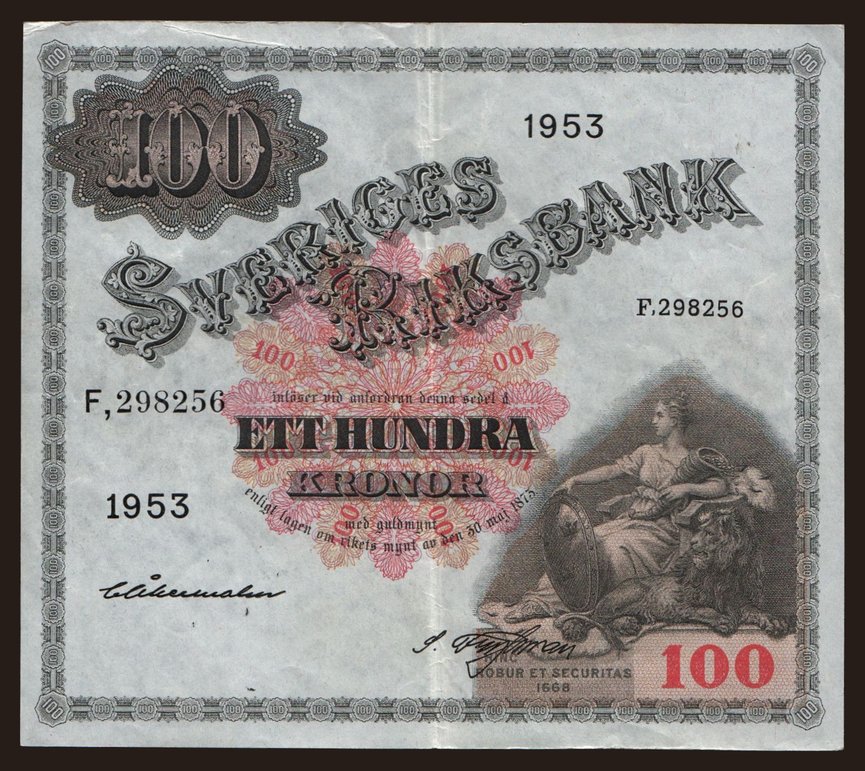 100
1953
SVERIGES
RIKSBANK
F,298256
100 100
F,298256
inlöser vid anfordran denna sedel å
ETT HUNDRA
KRONOR
med guldmynt
enligt lagen om rikets mynt av den 30 maj 1873
1953
HINC
ROBUR ET SECURITAS
1668
100